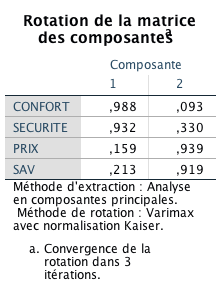 Rotation de la matrice
des composantes a
Composante
1 2
CONFORT ,988 ,093
SECURITE ,932 ,330
PRIX ,159 ,939
SAV ,213 ,919
Méthode d'extraction : Analyse
en composantes principales.
Méthode de rotation : Varimax
avec normalisation Kaiser.
a. Convergence de la
rotation dans 3
itérations.